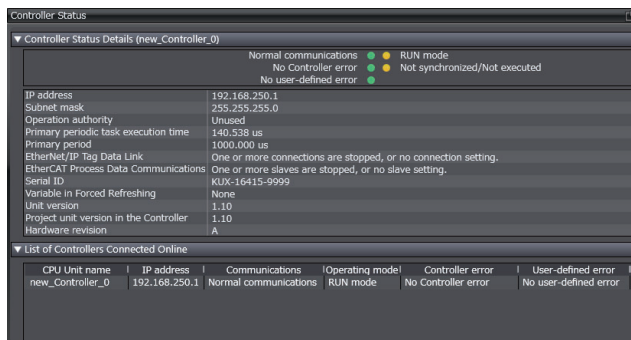 Controller Status
Controller Status Details (new_Controller_0)
Normal communications RUN mode
No Controller error Not synchronized/Not executed
No user-defined error
IP address 192.168.250.1
Subnet mask 255.255.255.0
Operation authority Unused
Primary periodic task execution time 140.538 us
Primary period 1000.000 us
EtherNet/IP Tag Data Link One or more connections are stopped, or no connection setting.
EtherCAT Process Data Communications One or more slaves are stopped, or no slave setting.
Serial ID KUX-16415-9999
Variable in Forced Refreshing None
Unit version 1.10
Project unit version in the Controller 1.10
Hardware revision A
List of Controllers Connected Online
CPU Unit name IP address Communications Operating mode Controller error User-defined error
new_Controller_0 192.168.250.1 Normal communications RUN mode No Controller error No user-defined error